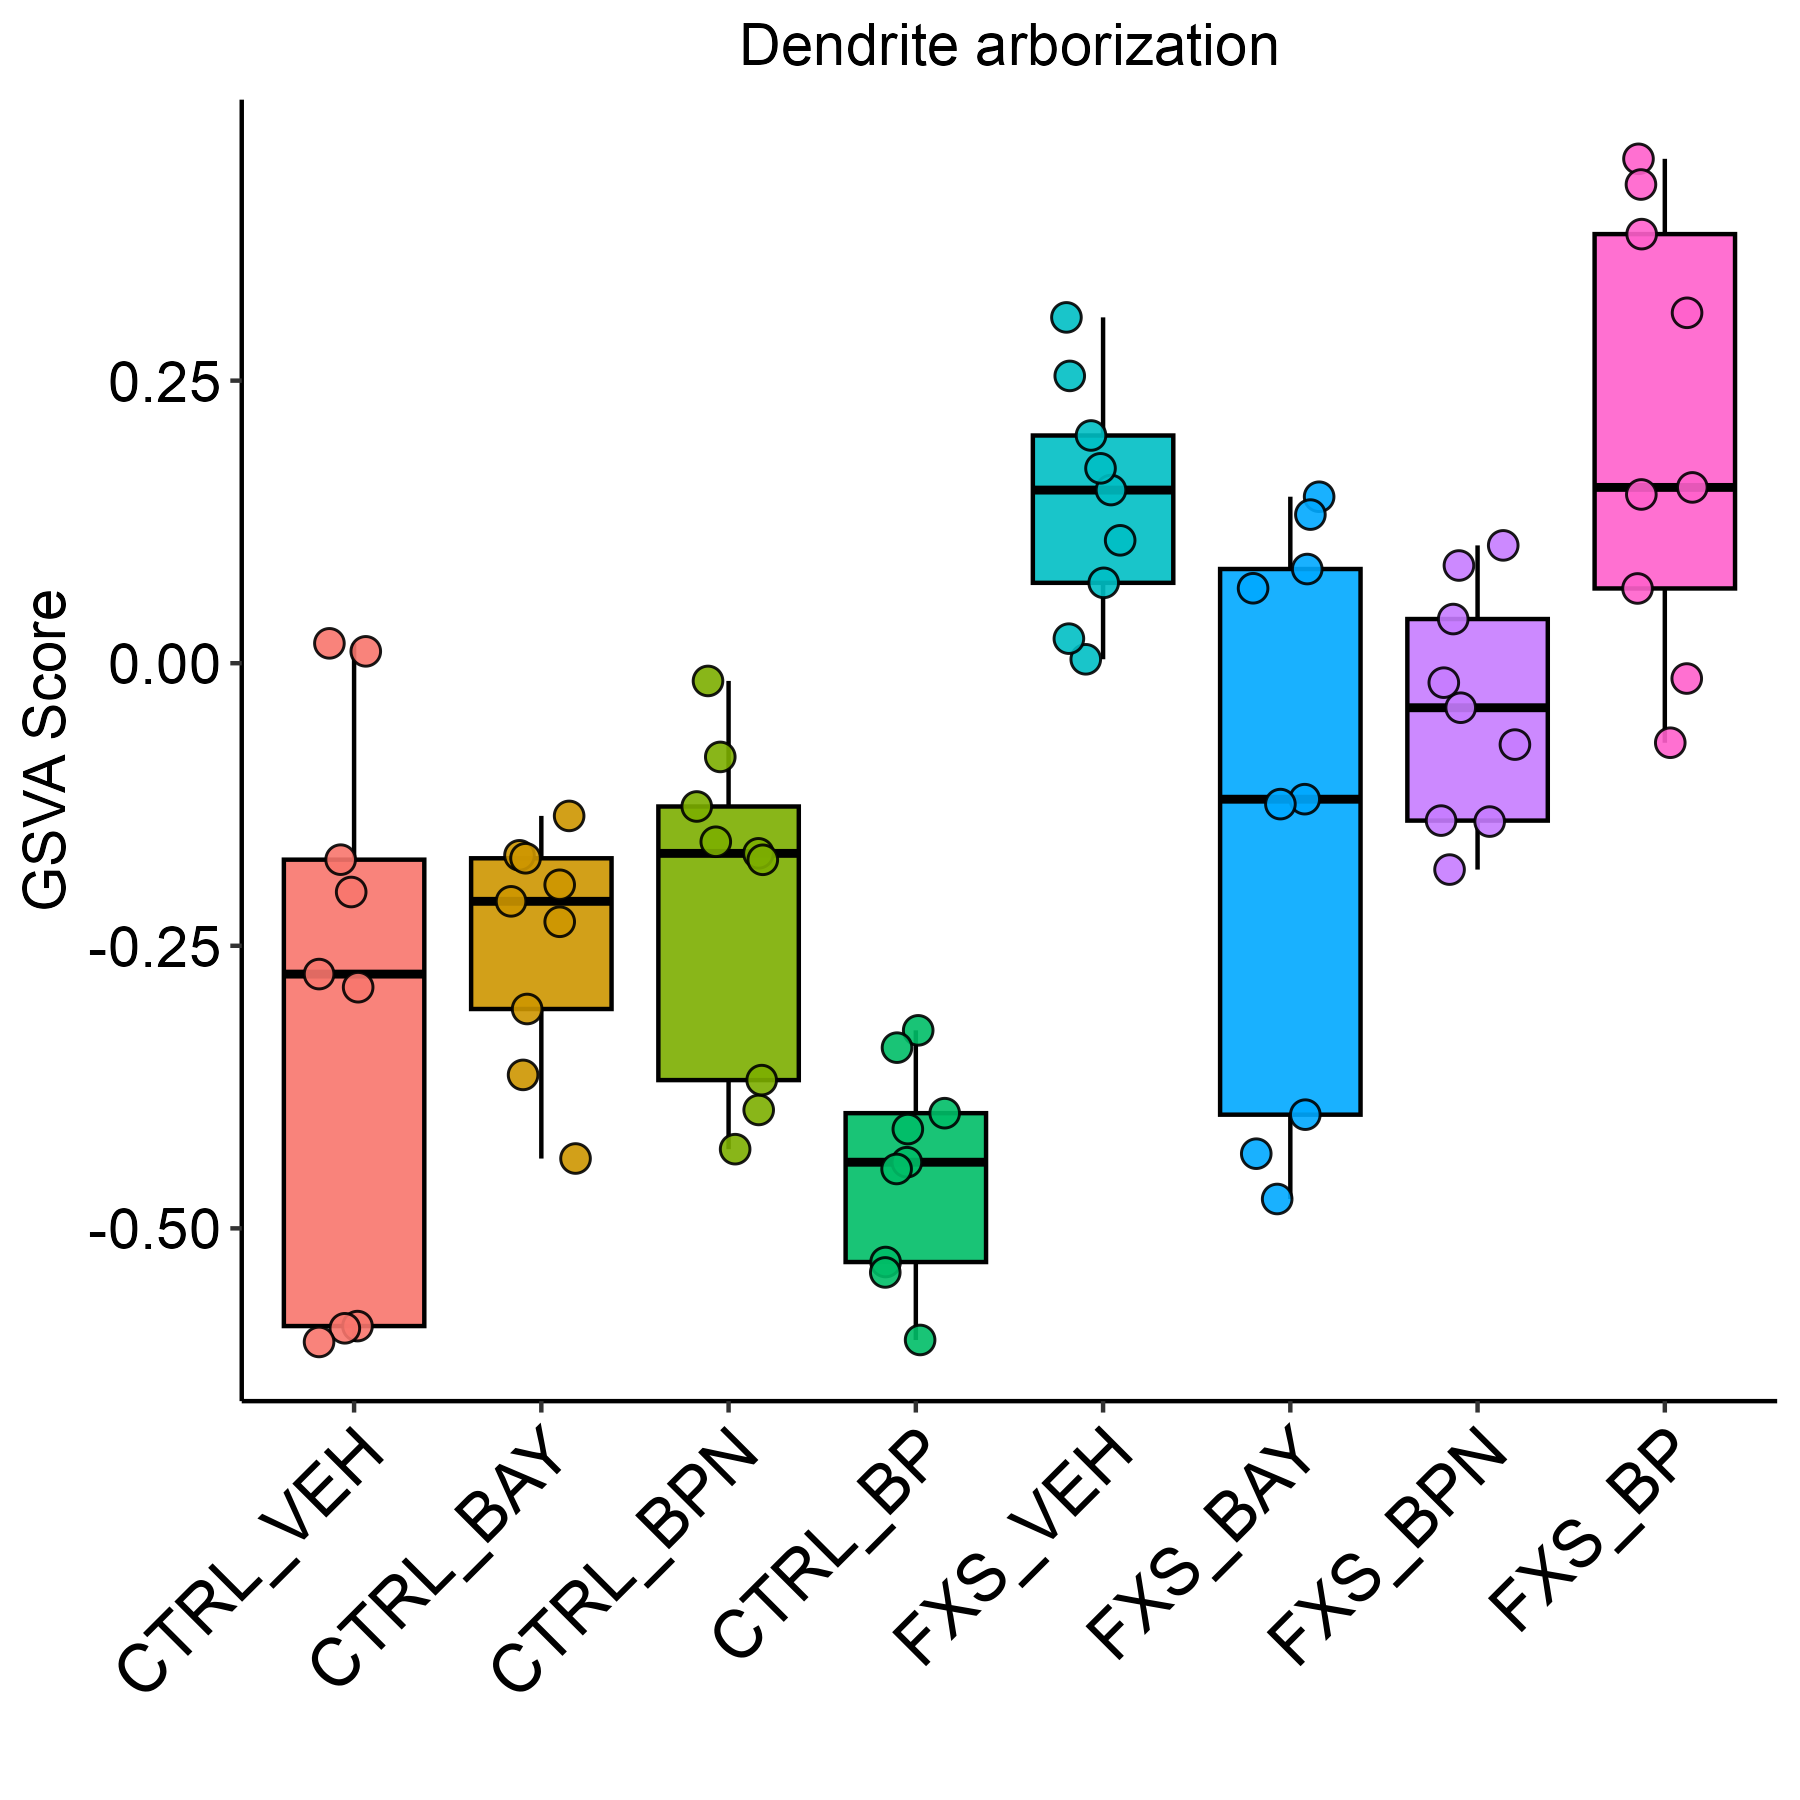 Dendrite arborization
GSVA Score
0.25
0.00
-0.25
-0.50
CTRL_VEH
CTRL_BAY
CTRL_BPN
CTRL_BP
FXS_VEH
FXS_BAY
FXS_BPN
FXS_BP